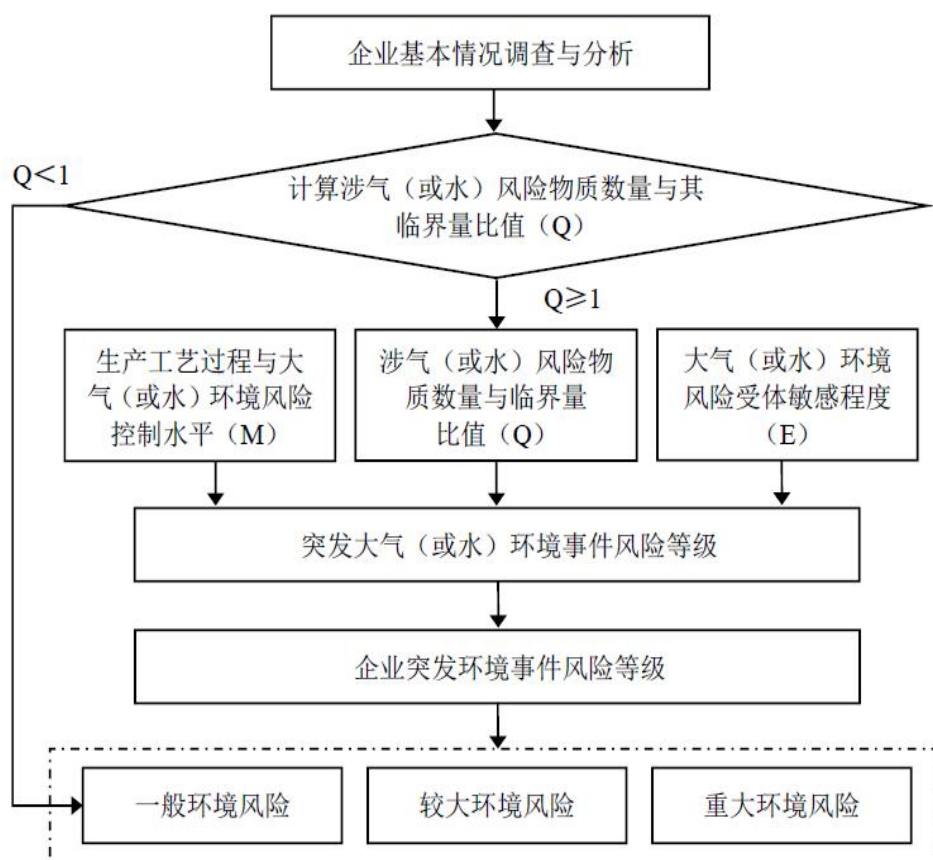 企业基本情况调查与分析
Q＜1
计算涉气（或水）风险物质数量与其
临界量比值（Q）
Q≥1
生产工艺过程与大
气（或水）环境风险
控制水平（M）
涉气（或水）风险物
质数量与临界量
比值（Q）
大气（或水）环境
风险受体敏感程度
（E）
突发大气（或水）环境事件风险等级
企业突发环境事件风险等级
一般环境风险
较大环境风险
重大环境风险